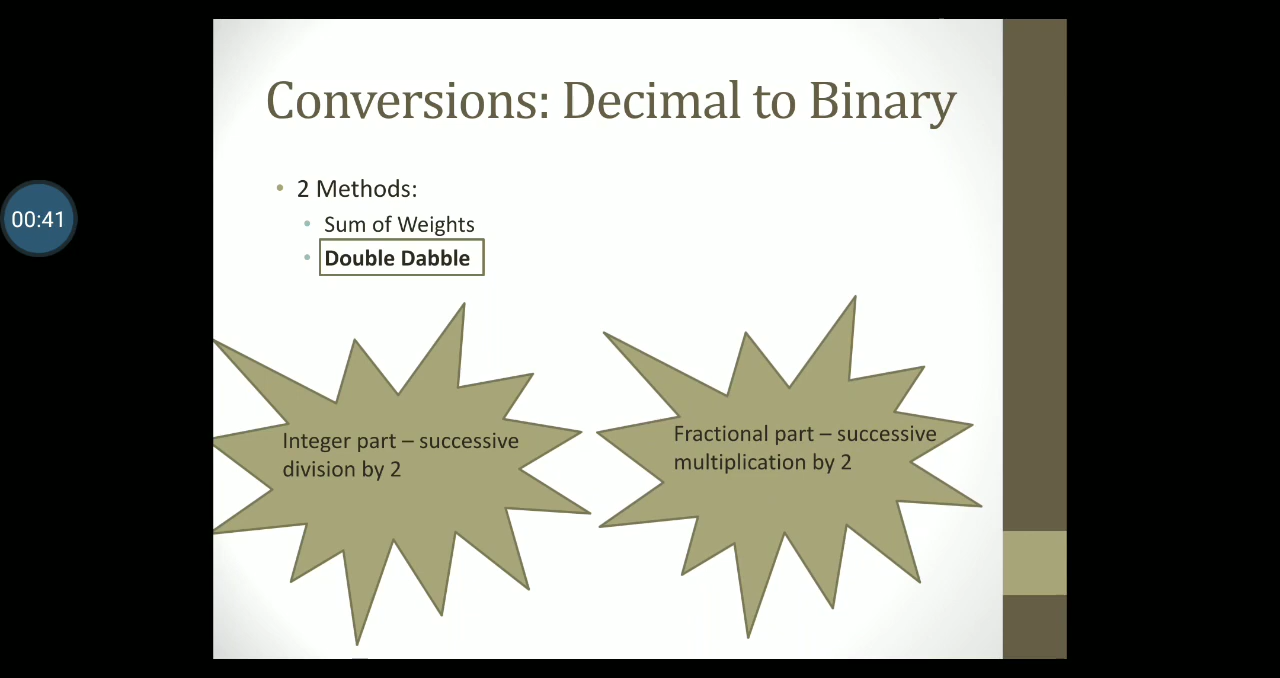 Conversions: Decimal to Binary
• 2 Methods:
• Sum of Weights
• Double Dabble
00:41
Integer part – successive
division by 2
Fractional part – successive
multiplication by 2